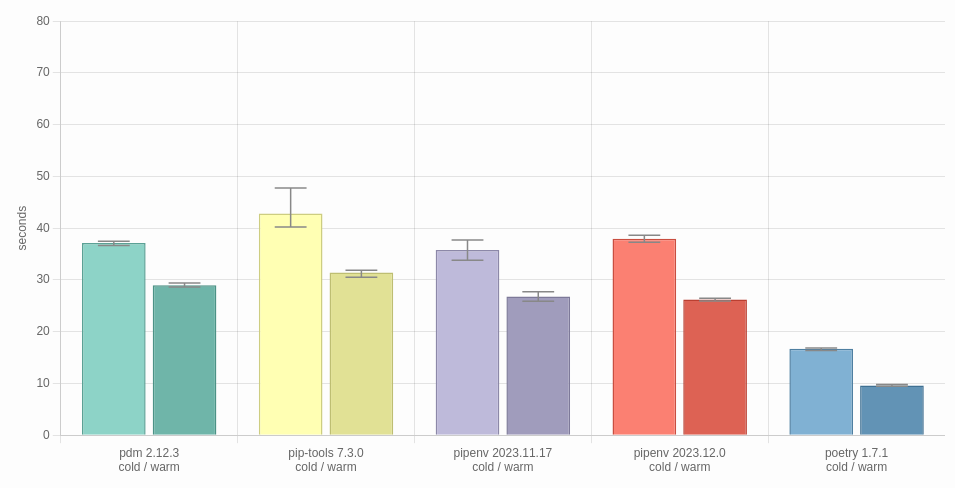 80
70
60
50
40
30
20
10
0
seconds
pdm 2.12.3
cold / warm
pip-tools 7.3.0
cold / warm
pipenv 2023.11.17
cold / warm
pipenv 2023.12.0
cold / warm
poetry 1.7.1
cold / warm